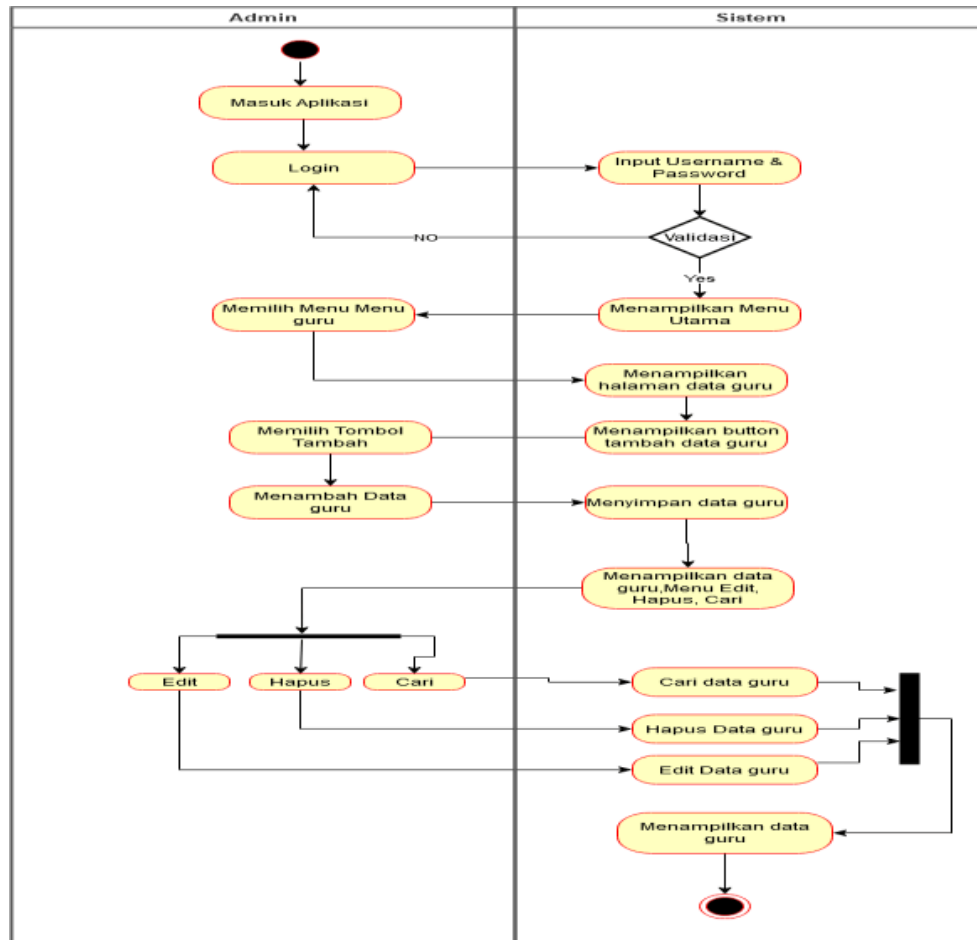 Admin
Sistem
Masuk Aplikasi
Login
Input Username &
Password
Validasi
NO
Yes
Memilih Menu Menu
guru
Menampilkan Menu
Utama
Menampilkan
halaman data guru
Memilih Tombol
Tambah
Menampilkan button
tambah data guru
Menambah Data
guru
Menyimpan data guru
Menampilkan data
guru,Menu Edit,
Hapus, Cari
Edit
Hapus
Cari
Cari data guru
Hapus Data guru
Edit Data guru
Menampilkan data
guru